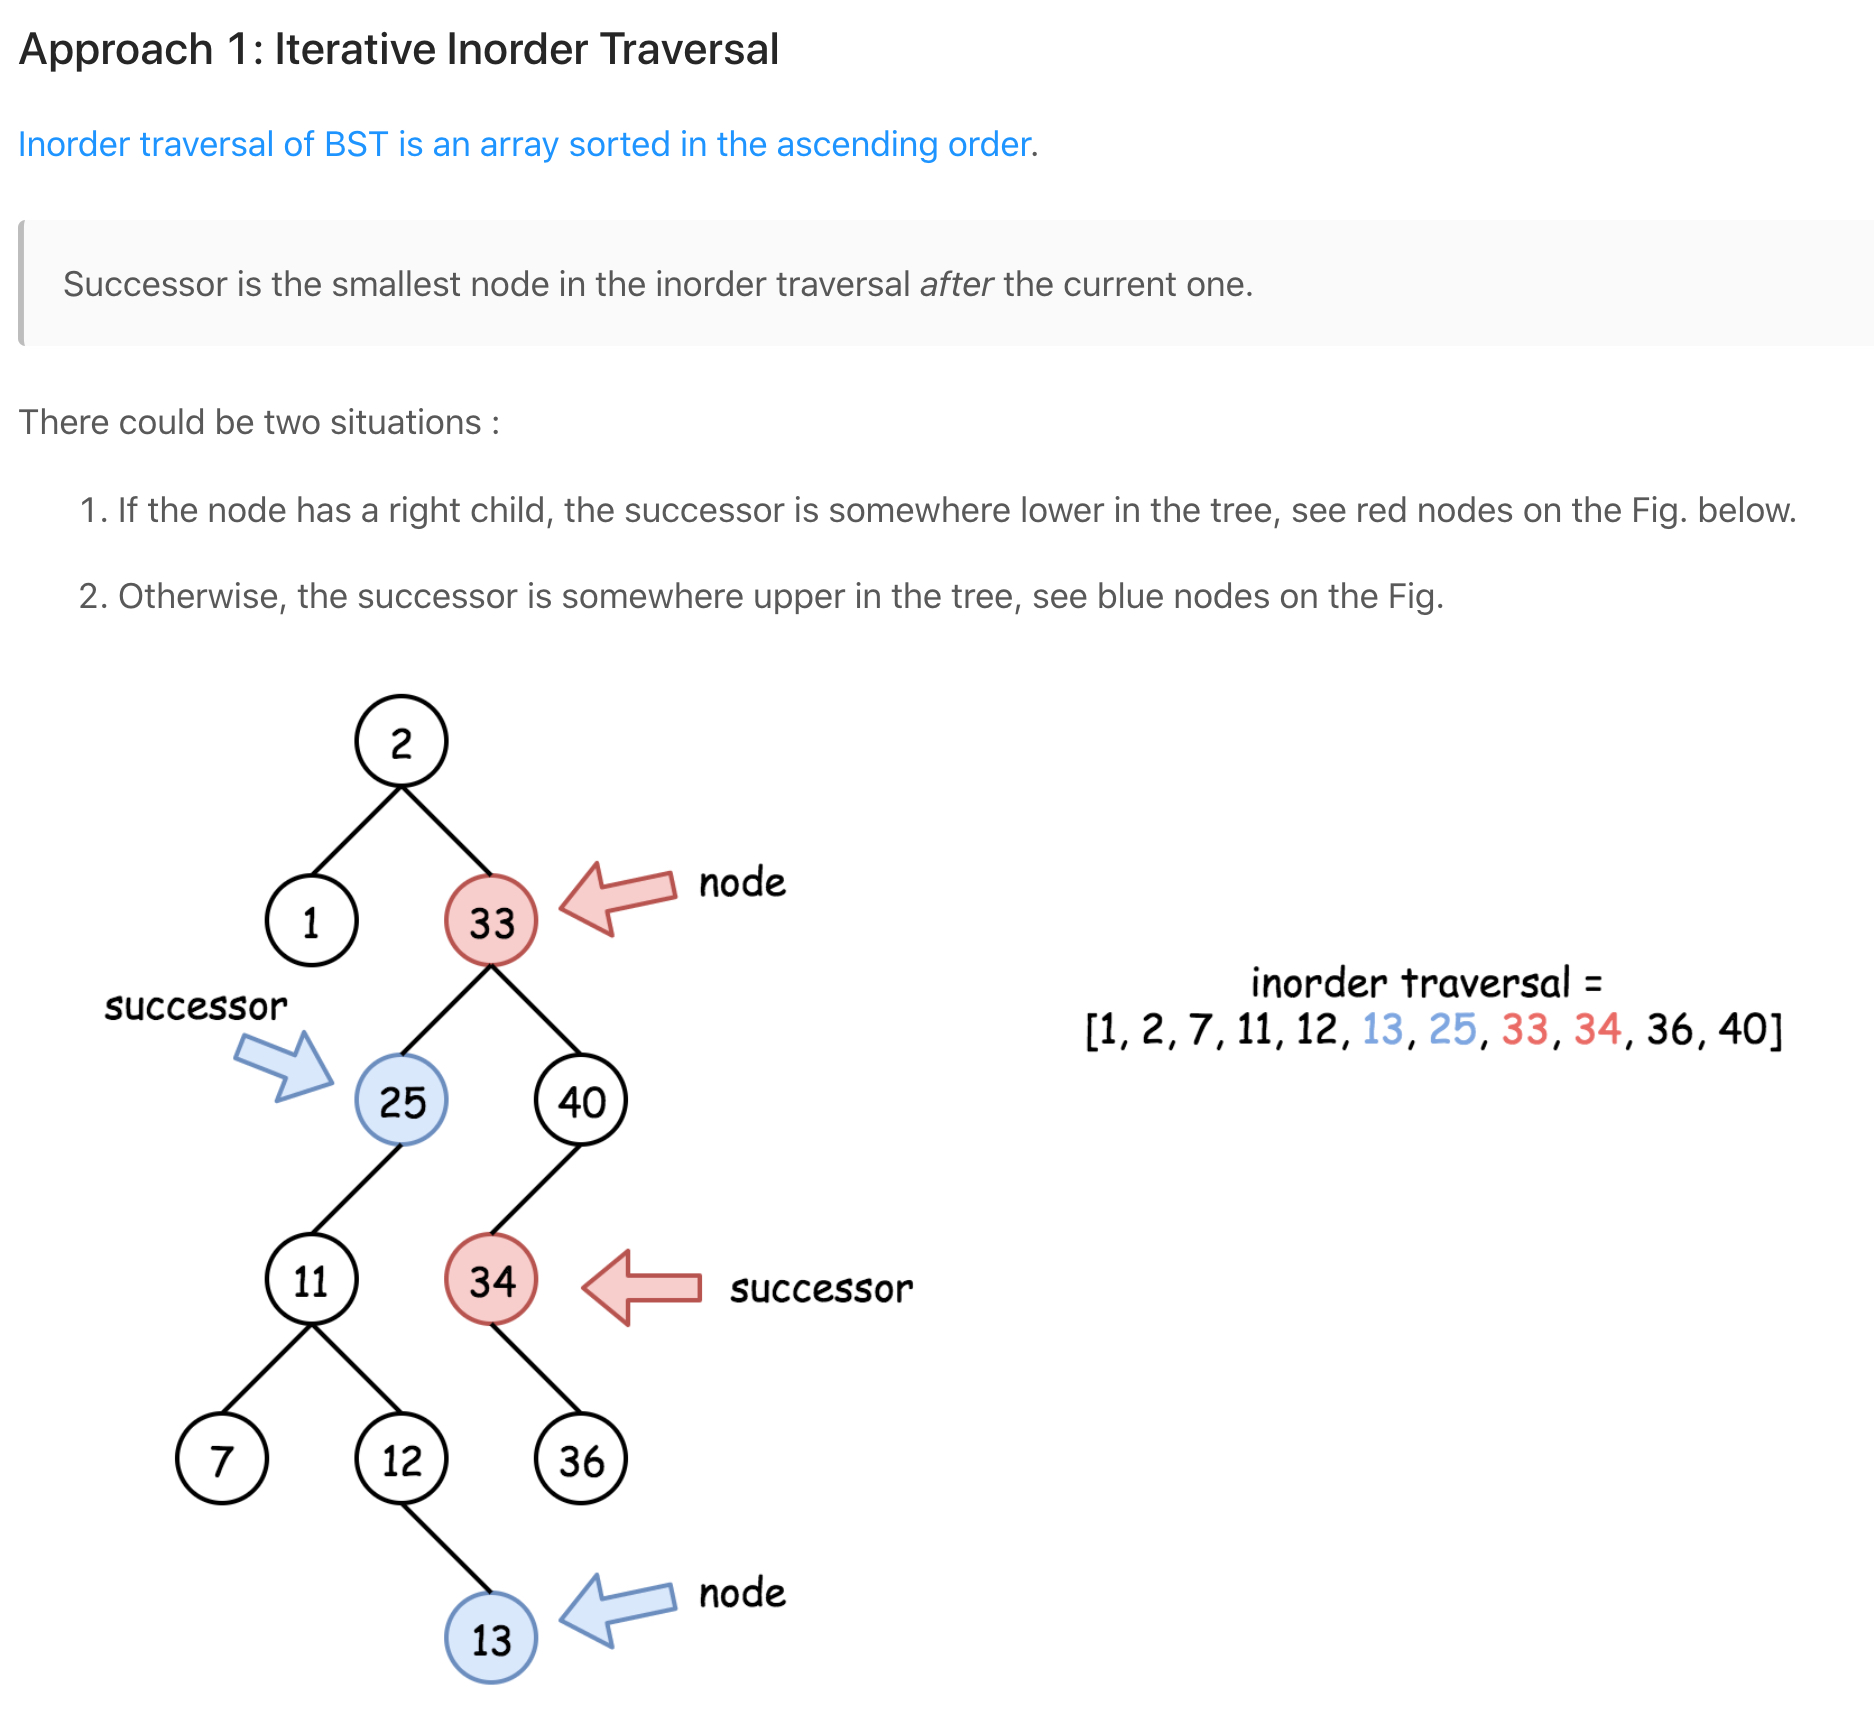 Approach 1: Iterative Inorder Traversal
Inorder traversal of BST is an array sorted in the ascending order.
Successor is the smallest node in the inorder traversal after the current one.
There could be two situations :
1. If the node has a right child, the successor is somewhere lower in the tree, see red nodes on the Fig. below.
2. Otherwise, the successor is somewhere upper in the tree, see blue nodes on the Fig.
2
node
1
33
successor
inorder traversal =
[1, 2, 7, 11, 12, 13, 25, 33, 34, 36, 40]
25
40
11
34
successor
7
12
36
node
13